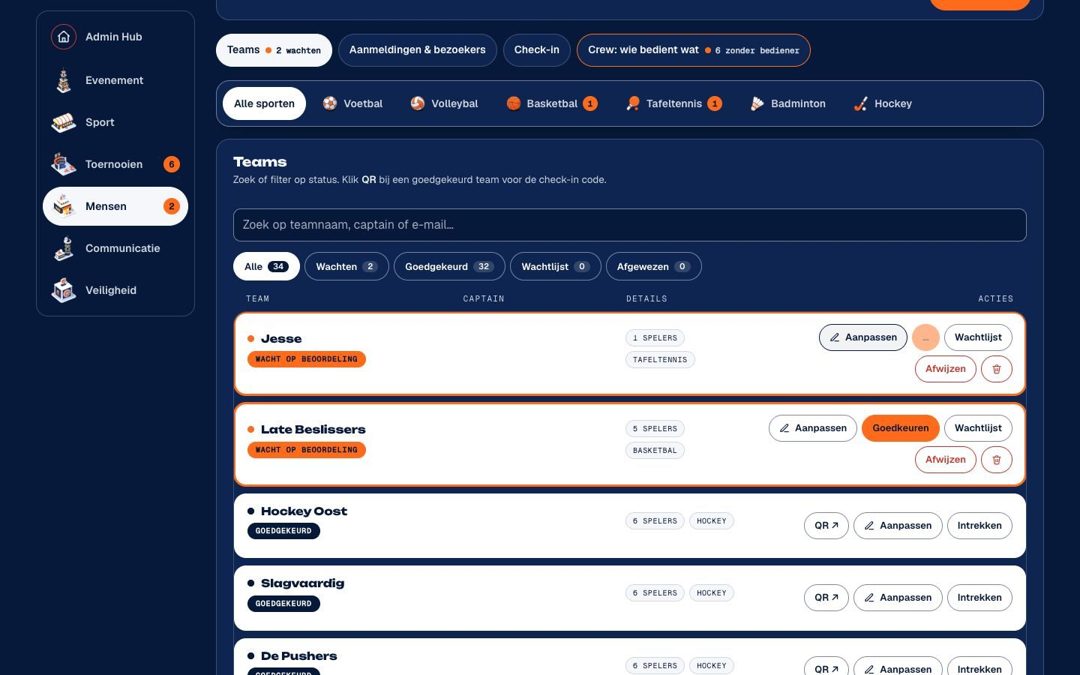 Admin Hub
Evenement
Sport
Toernooien 6
Mensen 2
Communicatie
Veiligheid
Teams 2 wachten
Aanmeldingen & bezoekers
Check-in
Crew: wie bedient wat 6 zonder bediener
Alle sporten
Voetbal
Volleybal
Basketbal 1
Tafeltennis 1
Badminton
Hockey
Teams
Zoek of filter op status. Klik QR bij een goedgekeurd team voor de check-in code.
Zoek op teamnaam, captain of e-mail...
Alle 34
Wachten 2
Goedgekeurd 32
Wachtlijst 0
Afgewezen 0
TEAM CAPTAIN DETAILS ACTIES
Jesse
WACHT OP BEOORDELING
1 SPELERS
TAFELTENNIS
Aanpassen ... Wachtlijst
Afwijzen
Late Beslissers
WACHT OP BEOORDELING
5 SPELERS
BASKETBAL
Aanpassen Goedkeuren Wachtlijst
Afwijzen
Hockey Oost
GOEDGEKEURD
6 SPELERS HOCKEY
QR ↗ Aanpassen Intrekken
Slagvaardig
GOEDGEKEURD
6 SPELERS HOCKEY
QR ↗ Aanpassen Intrekken
De Pushers
GOEDGEKEURD
6 SPELERS HOCKEY
QR ↗ Aanpassen Intrekken